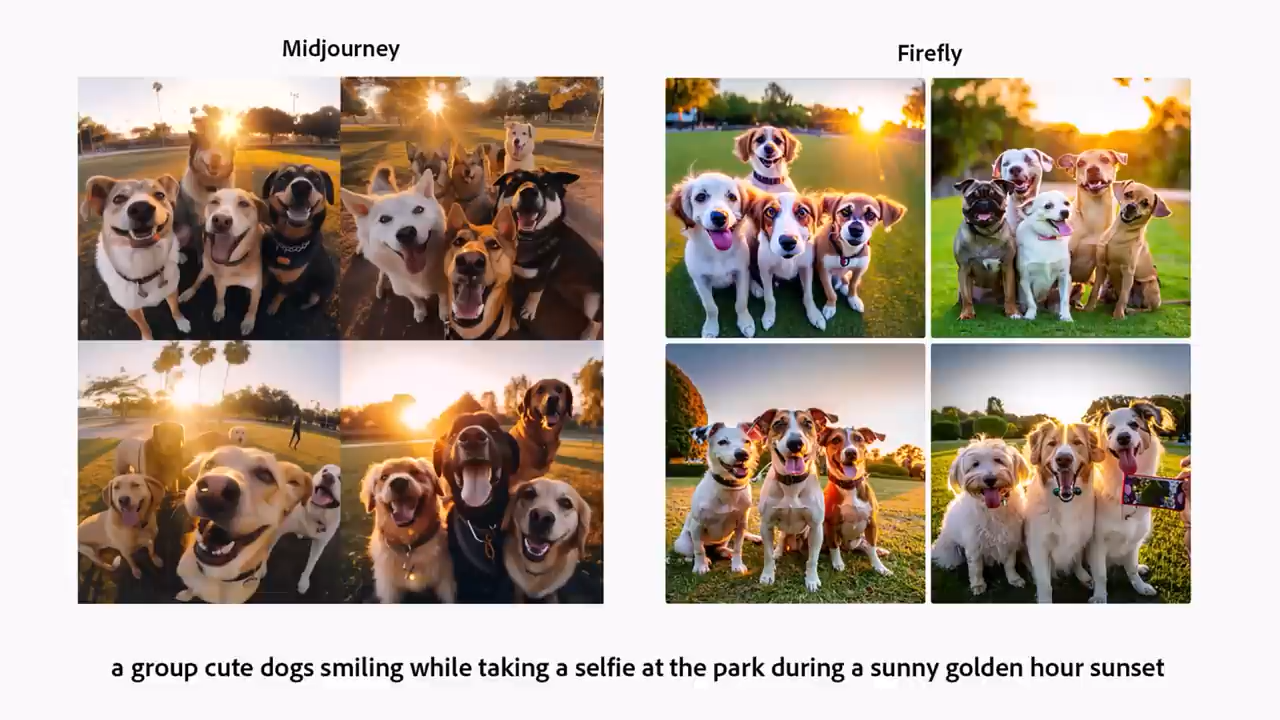 Midjourney
Firefly
a group cute dogs smiling while taking a selfie at the park during a sunny golden hour sunset